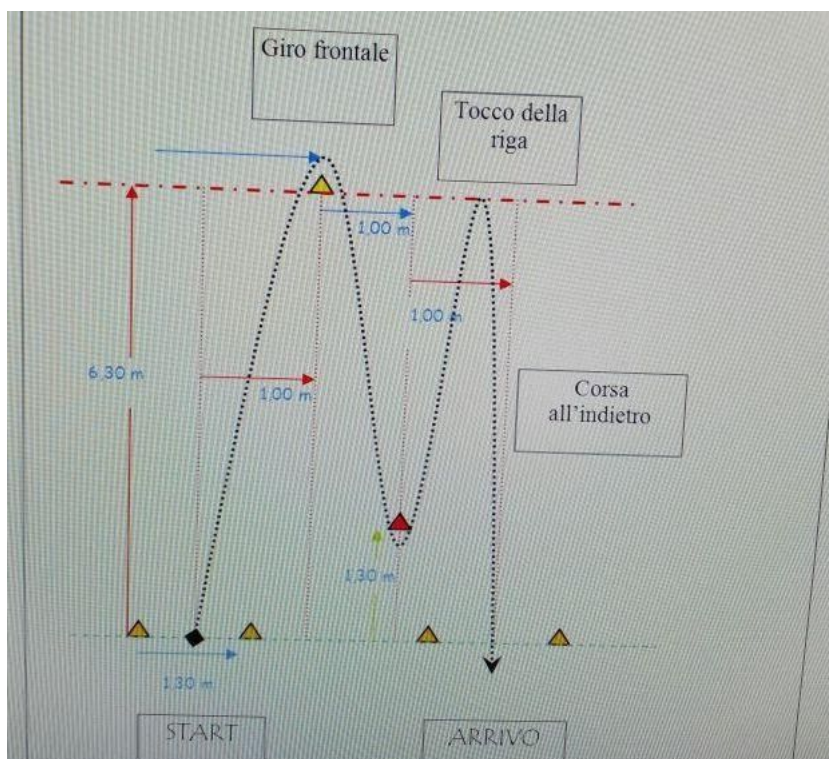 Giro frontale
Tocco della
riga
1,00 m
1,00 m
6,30 m
1,00 m
Corsa
all'indietro
1,30 m
1,30 m
START
ARRIVO